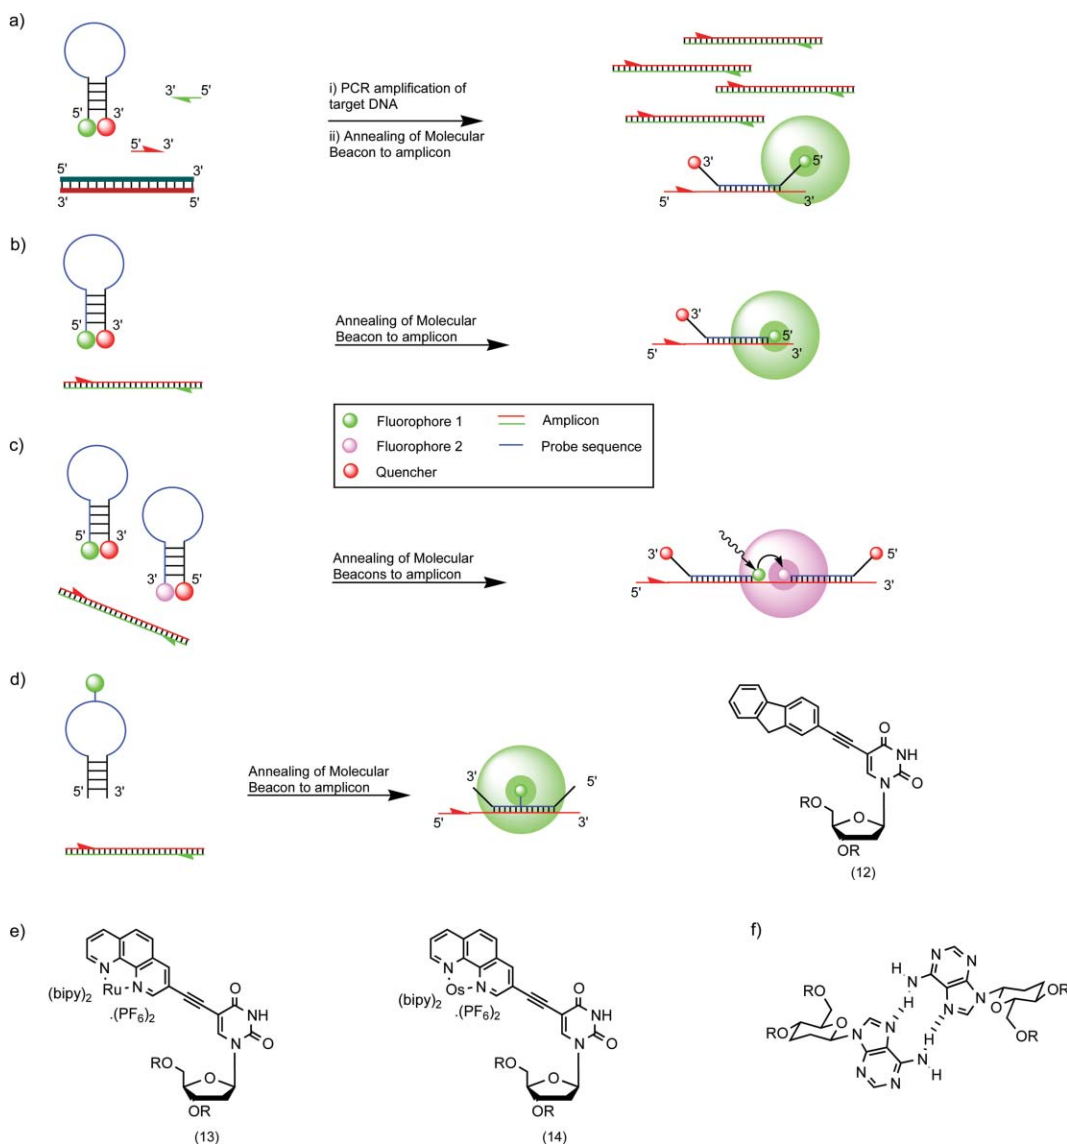 a)
3' 5'
5' 3'
5' 3'
5' 3'
3' 5'
i) PCR amplification of
target DNA
ii) Annealing of Molecular
Beacon to amplicon
3' 5'
5' 3'
b)
5' 3'
Annealing of Molecular
Beacon to amplicon
3' 5'
5' 3'
Fluorophore 1 Amplicon
Fluorophore 2 Probe sequence
Quencher
c)
5' 3'
3' 5'
Annealing of Molecular
Beacons to amplicon
3' 5'
5' 3'
d)
5' 3'
Annealing of Molecular
Beacon to amplicon
3' 5'
5' 3'
O
NH
N O
RO
O
OR
(12)
e)
N N
Ru
(bipy)2
.(PF6)2
O
NH
N O
RO
O
OR
(13)
N N
Os
(bipy)2
.(PF6)2
O
NH
N O
RO
O
OR
(14)
f)
H N N
N H N N OR
RO N O
RO O N N H OR
N N N H
N N H